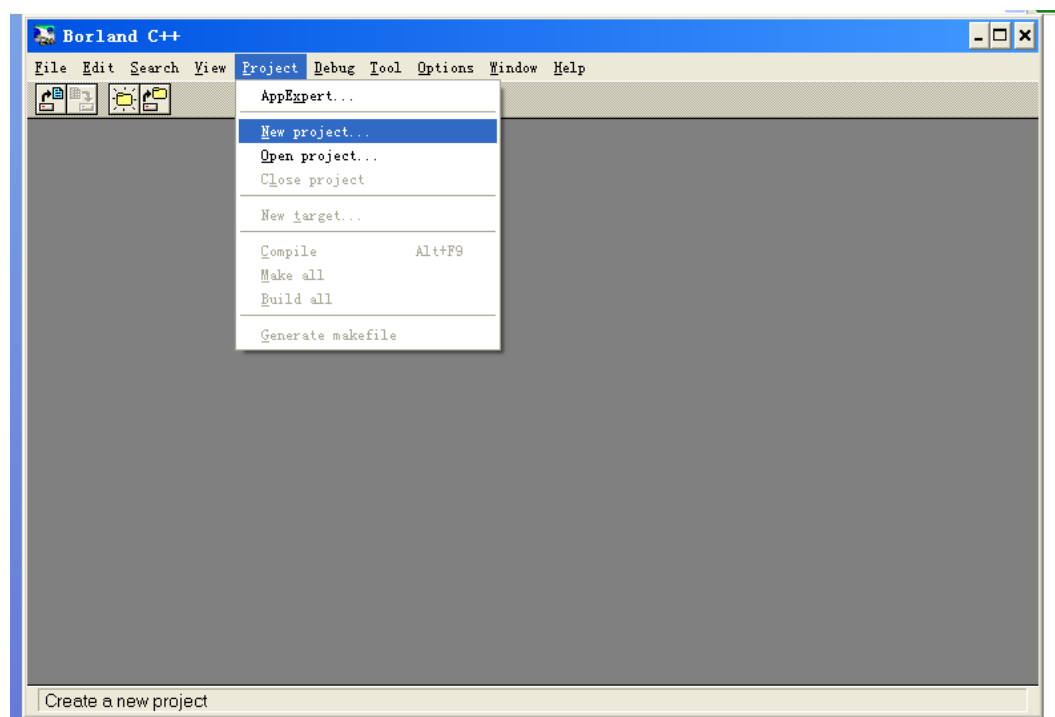 Borland C++
File Edit Search View Project Debug Tool Options Window Help
AppExpert...
New project...
Open project...
Close project
New target...
Compile Alt+F9
Make all
Build all
Generate makefile
Create a new project